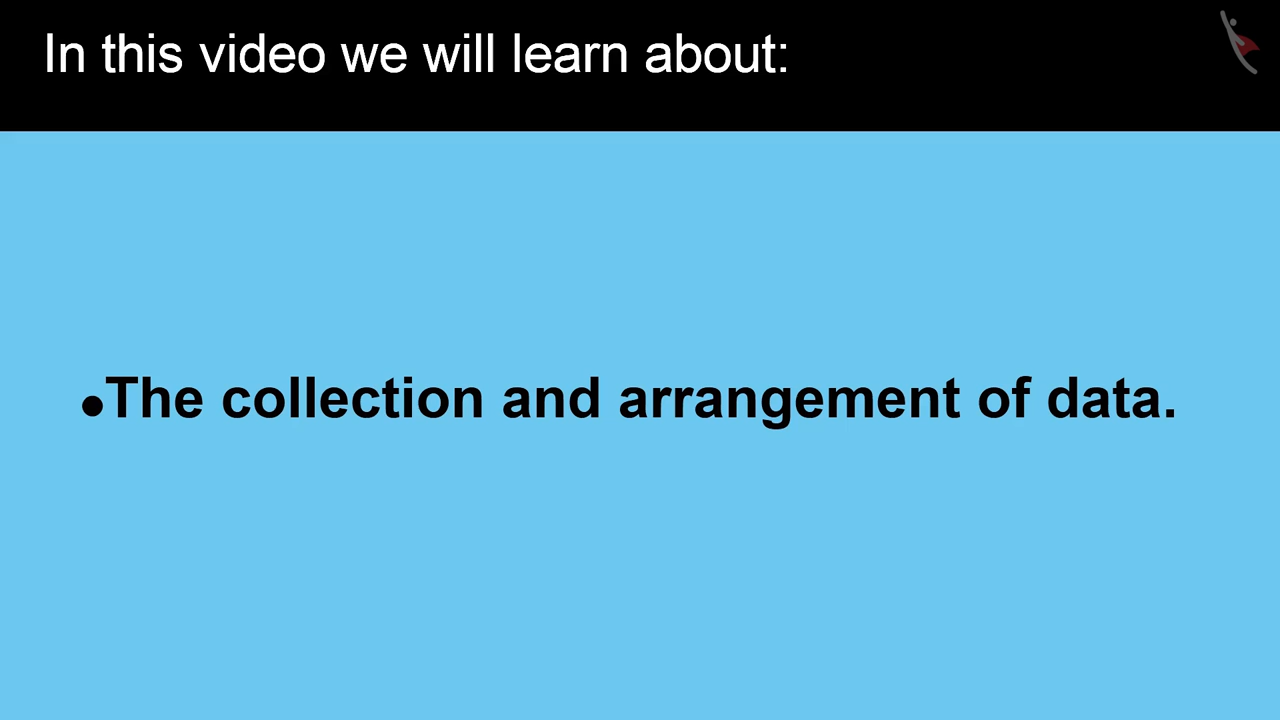 In this video we will learn about:
•The collection and arrangement of data.